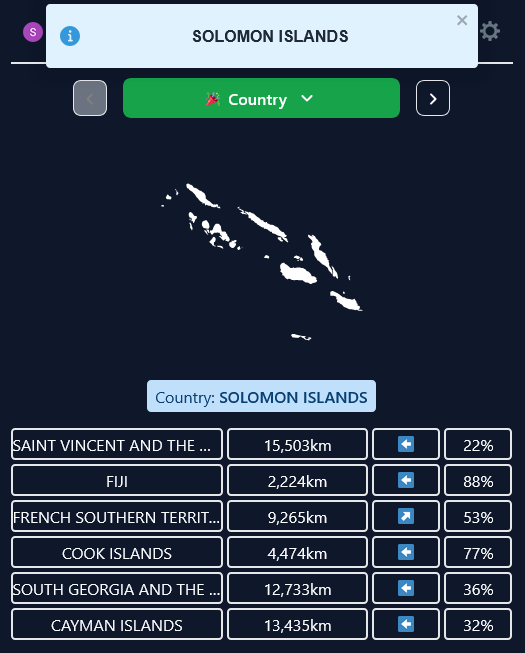 S
SOLOMON ISLANDS
Country
Country: SOLOMON ISLANDS
SAINT VINCENT AND THE ... 15,503km 22%
FIJI 2,224km 88%
FRENCH SOUTHERN TERRIT... 9,265km 53%
COOK ISLANDS 4,474km 77%
SOUTH GEORGIA AND THE ... 12,733km 36%
CAYMAN ISLANDS 13,435km 32%